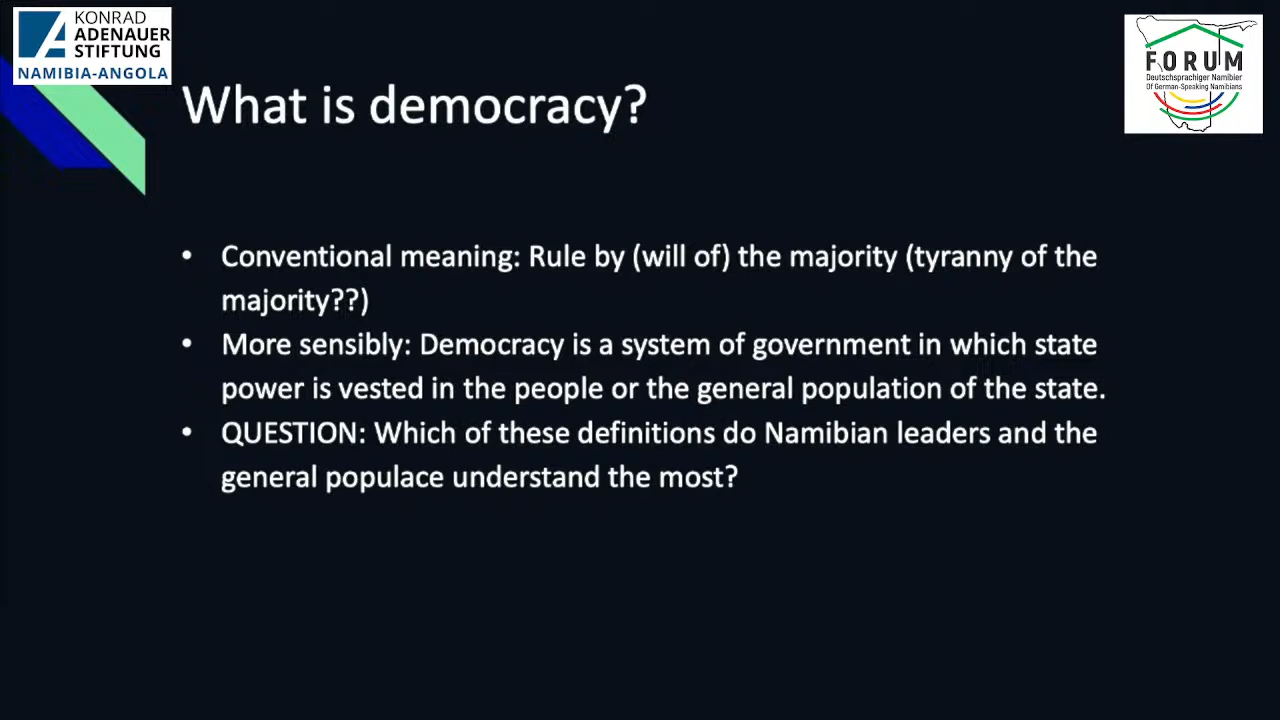 KONRAD
ADENAUER
STIFTUNG
NAMIBIA-ANGOLA
FORUM
Deutschsprachiger Namibier
Of German-Speaking Namibians
What is democracy?
• Conventional meaning: Rule by (will of) the majority (tyranny of the
majority??)
• More sensibly: Democracy is a system of government in which state
power is vested in the people or the general population of the state.
• QUESTION: Which of these definitions do Namibian leaders and the
general populace understand the most?